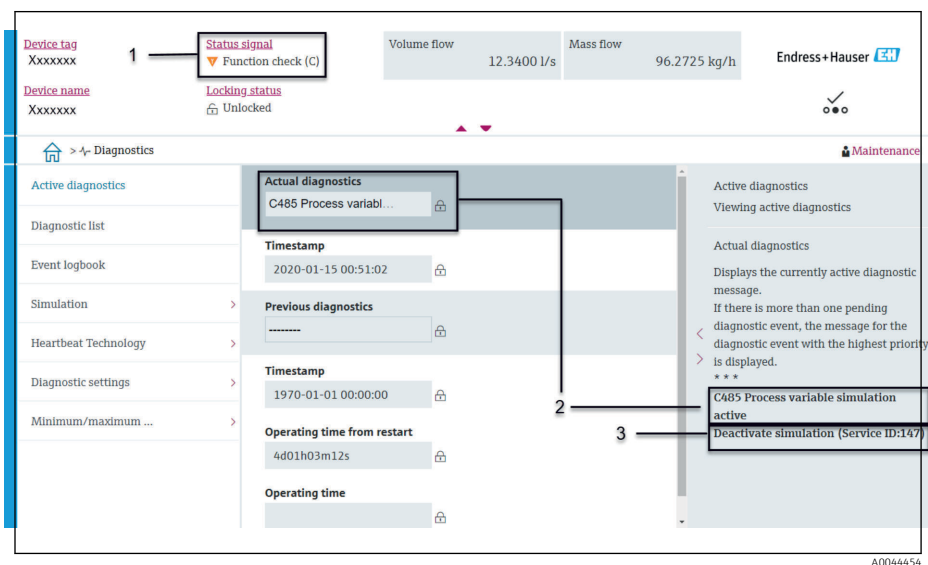 Device tag
Xxxxxxx
1
Status signal
Function check (C)
Volume flow
12.3400 l/s
Mass flow
96.2725 kg/h
Endress+Hauser EH
Device name
Xxxxxxx
Locking status
Unlocked
> Diagnostics
Maintenance
Active diagnostics
Diagnostic list
Event logbook
Simulation >
Heartbeat Technology >
Diagnostic settings >
Minimum/maximum ... >
Actual diagnostics
C485 Process variabl...
Timestamp
2020-01-15 00:51:02
Previous diagnostics
--------
Timestamp
1970-01-01 00:00:00
Operating time from restart
4d01h03m12s
Operating time
2
3
Active diagnostics
Viewing active diagnostics
Actual diagnostics
Displays the currently active diagnostic
message.
If there is more than one pending
diagnostic event, the message for the
diagnostic event with the highest priority
is displayed.
* * *
C485 Process variable simulation
active
Deactivate simulation (Service ID:147)
A0044454